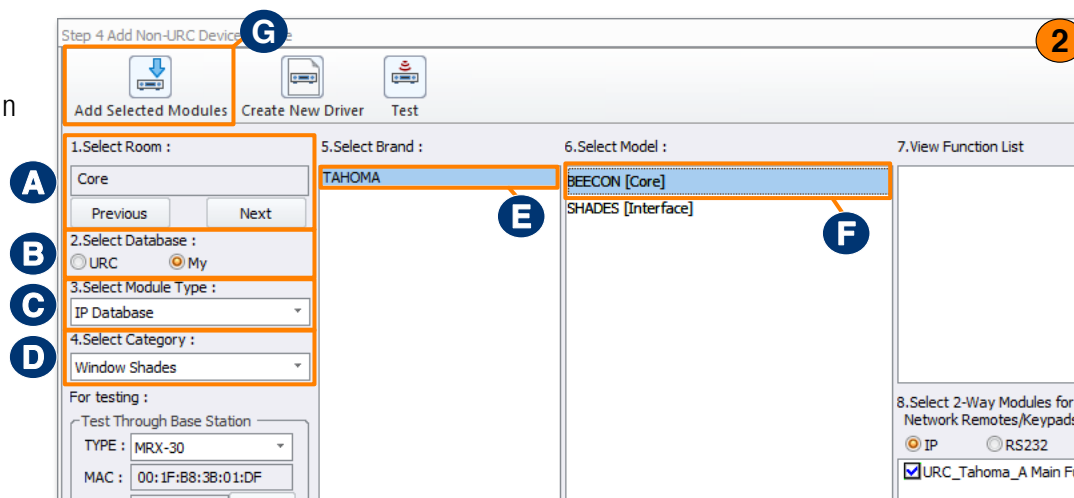 Step 4 Add Non-URC Device
G
2
n
Add Selected Modules
Create New Driver
Test
1.Select Room :
Core
Previous
Next
A
2.Select Database :
URC
My
B
3.Select Module Type :
IP Database
C
4.Select Category :
Window Shades
D
For testing :
Test Through Base Station
TYPE :
MRX-30
MAC :
00:1F:B8:3B:01:DF
5.Select Brand :
TAHOMA
E
6.Select Model :
BEECON [Core]
SHADES [Interface]
F
7.View Function List
8.Select 2-Way Modules for
Network Remotes/Keypads
IP
RS232
URC_Tahoma_A Main